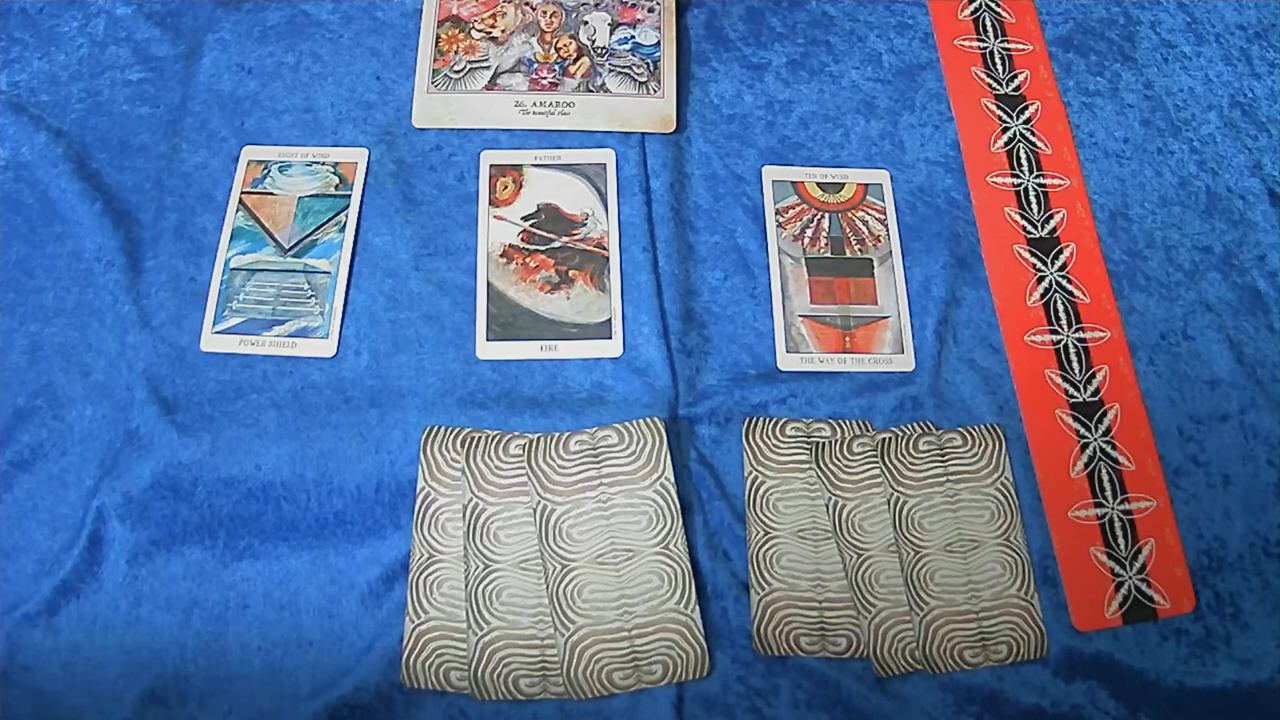 26. AMAROO
The beautiful place
EIGHT OF WIND
POWER SHIELD
FATHER
FIRE
TEN OF WIND
THE WAY OF THE CROSS